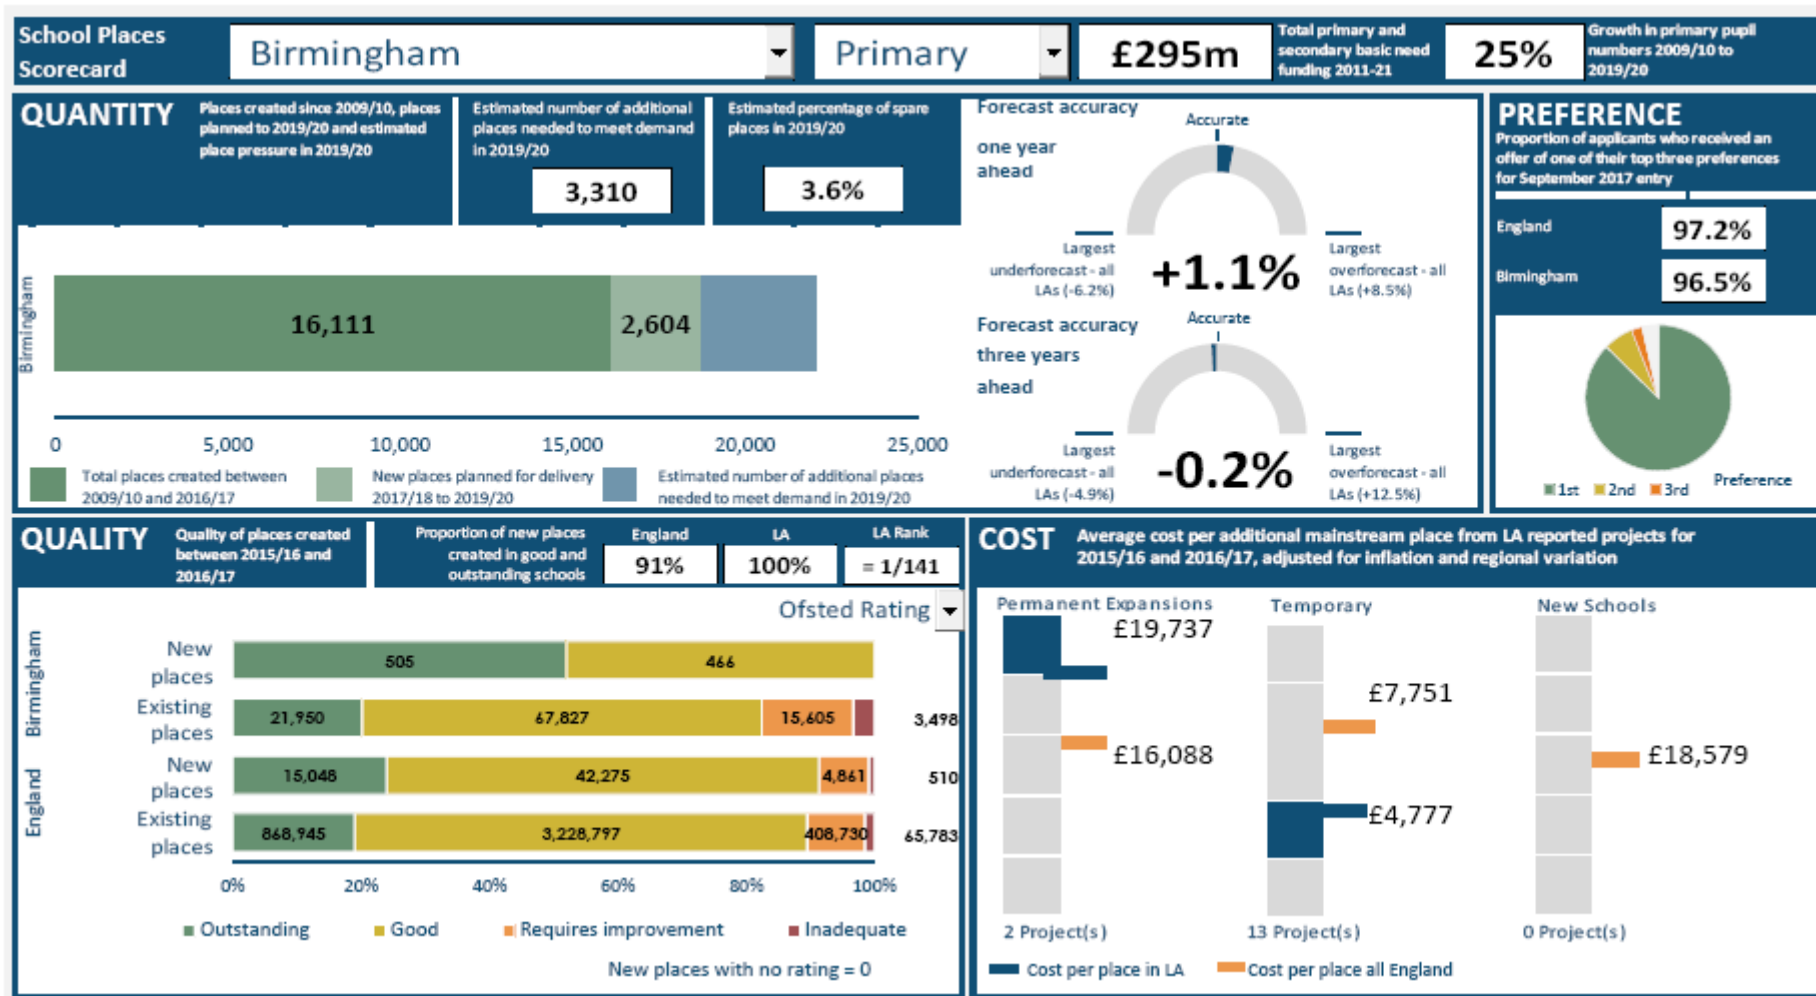 School Places
Scorecard
Birmingham
Primary
£295m
Total primary and
secondary basic need
funding 2011-21
25%
Growth in primary pupil
numbers 2009/10 to
2019/20
QUANTITY
Places created since 2009/10, places
planned to 2019/20 and estimated
place pressure in 2019/20
Estimated number of additional
places needed to meet demand
in 2019/20
3,310
Estimated percentage of spare
places in 2019/20
3.6%
Birmingham
16,111
2,604
0
5,000
10,000
15,000
20,000
25,000
Total places created between
2009/10 and 2016/17
New places planned for delivery
2017/18 to 2019/20
Estimated number of additional places
needed to meet demand in 2019/20
Forecast accuracy
one year
ahead
Accurate
Largest
underforecast - all
LAs (-6.2%)
+1.1%
Largest
overforecast - all
LAs (+8.5%)
Forecast accuracy
three years
ahead
Accurate
Largest
underforecast - all
LAs (-4.9%)
-0.2%
Largest
overforecast - all
LAs (+12.5%)
PREFERENCE
Proportion of applicants who received an
offer of one of their top three preferences
for September 2017 entry
England
97.2%
Birmingham
96.5%
1st
2nd
3rd
Preference
QUALITY
Quality of places created
between 2015/16 and
2016/17
Proportion of new places
created in good and
outstanding schools
England
91%
LA
100%
LA Rank
= 1/141
Ofsted Rating
Birmingham
New
places
505
466
Existing
places
21,950
67,827
15,605
3,498
England
New
places
15,048
42,275
4,861
510
Existing
places
868,945
3,228,797
408,730
65,783
0%
20%
40%
60%
80%
100%
Outstanding
Good
Requires improvement
Inadequate
New places with no rating = 0
COST
Average cost per additional mainstream place from LA reported projects for
2015/16 and 2016/17, adjusted for inflation and regional variation
Permanent Expansions
£19,737
£16,088
2 Project(s)
Temporary
£7,751
£4,777
13 Project(s)
New Schools
£18,579
0 Project(s)
Cost per place in LA
Cost per place all England